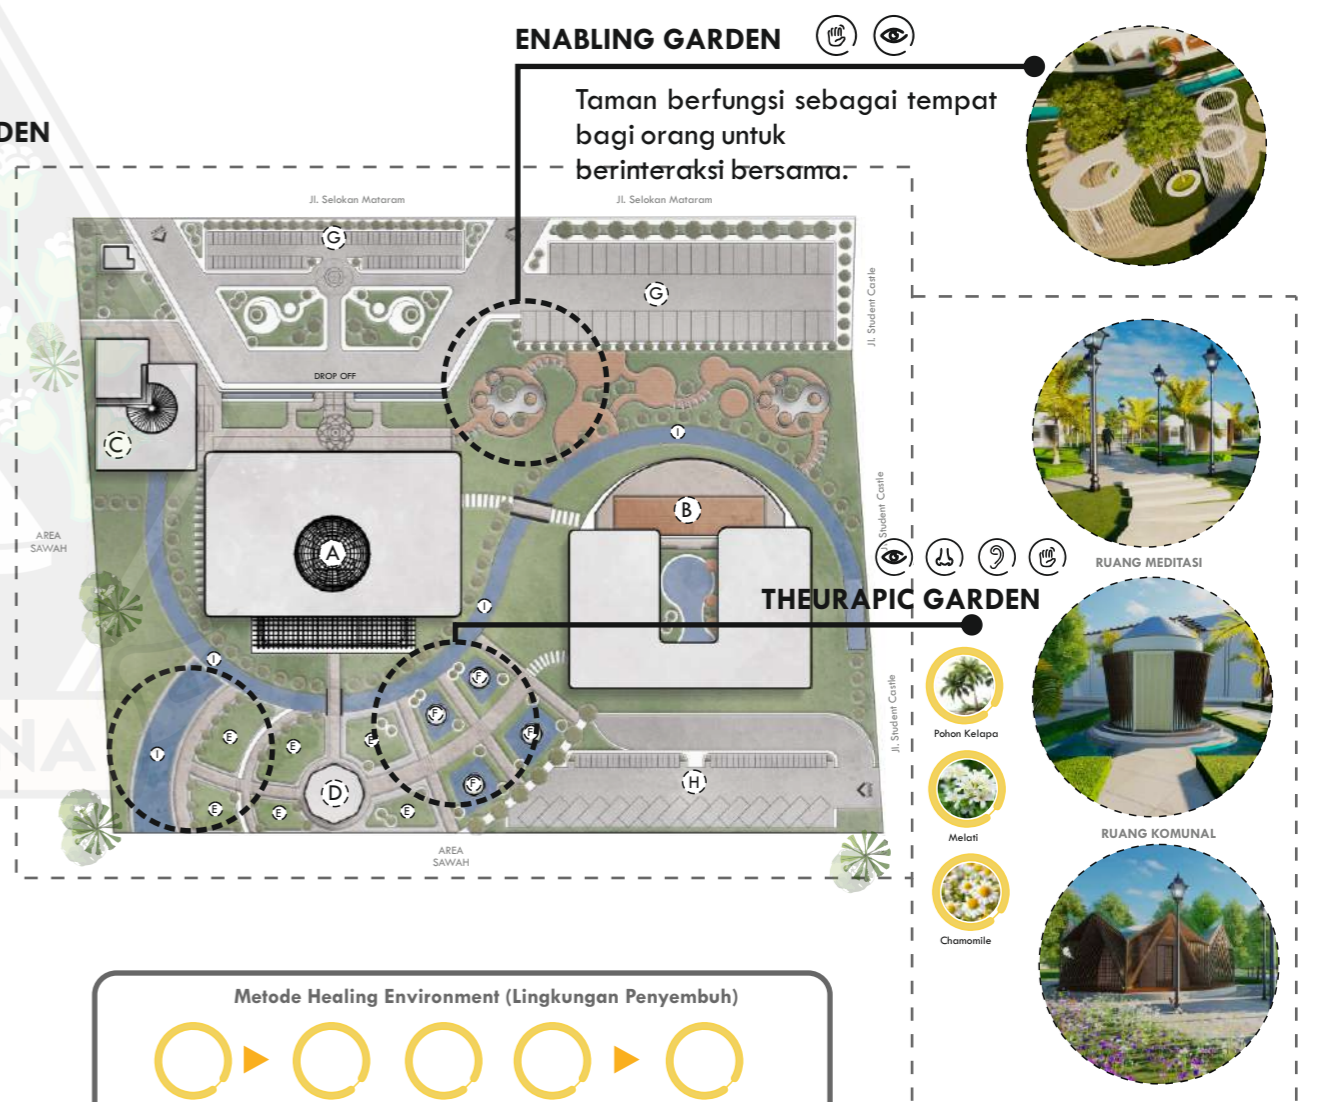 ENABLING GARDEN
Taman berfungsi sebagai tempat
bagi orang untuk
berinteraksi bersama.
DEN
Jl. Selokan Mataram
Jl. Selokan Mataram
G
G
Jl. Student Castle
DROP OFF
C
I
B
Jl. Student Castle
AREA
SAWAH
A
RUANG MEDITASI
THEURAPIC GARDEN
I
I
F
E
F
E
E
F
I
Jl. Student Castle
Pohon Kelapa
D
F
H
E
E
E
NA
RUANG KOMUNAL
Melati
AREA
SAWAH
Chamomile
Metode Healing Environment (Lingkungan Penyembuh)